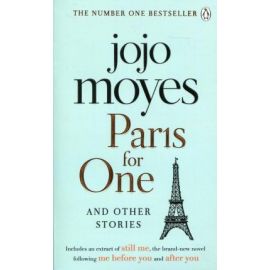 THE NUMBER ONE BESTSELLER
jojo
moyes
Paris
for
One
AND OTHER
STORIES
Includes an extract of still me, the brand-new novel
following me before you and after you